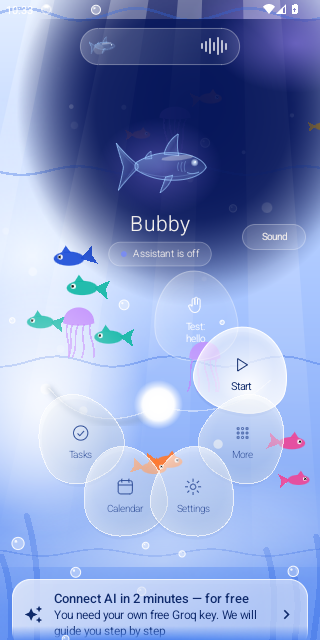 Bubby
Assistant is off
Sound
Test:
hello
Start
Tasks
More
Calendar
Settings
Connect AI in 2 minutes — for free
You need your own free Groq key. We will
guide you step by step